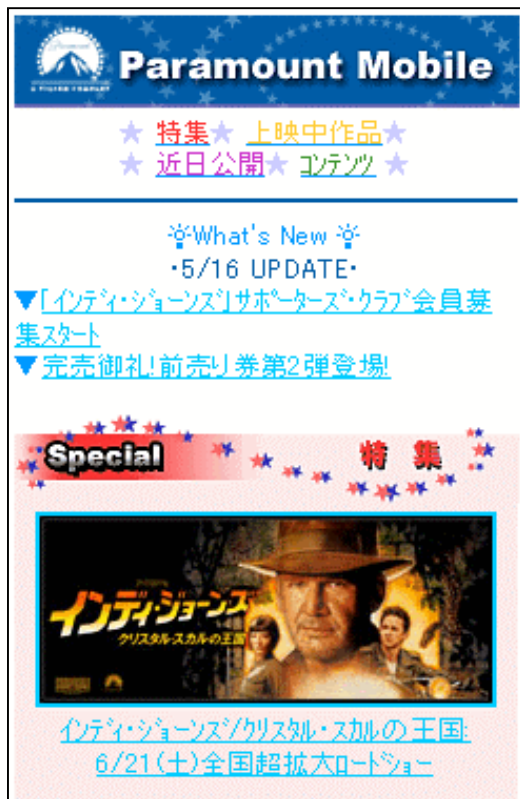 Paramount Mobile
★ 特集★ 上映中作品★
★ 近日公開★ ｺﾝﾃﾝﾂ ★
What's New
・5/16 UPDATE・
▼｢ｲﾝﾃﾞｨ･ｼﾞｮｰﾝｽﾞ｣ｻﾎﾟｰﾀｰｽﾞ･ｸﾗﾌﾞ会員募
集ｽﾀｰﾄ
▼完売御礼!前売り券第2弾登場!
Special 特 集
インディ・ジョーンズ
クリスタル・スカルの王国
ｲﾝﾃﾞｨ･ｼﾞｮｰﾝｽﾞ/ｸﾘｽﾀﾙ・ｽｶﾙの王国:
6/21(土)全国超拡大ﾛｰﾄﾞｼｮｰ